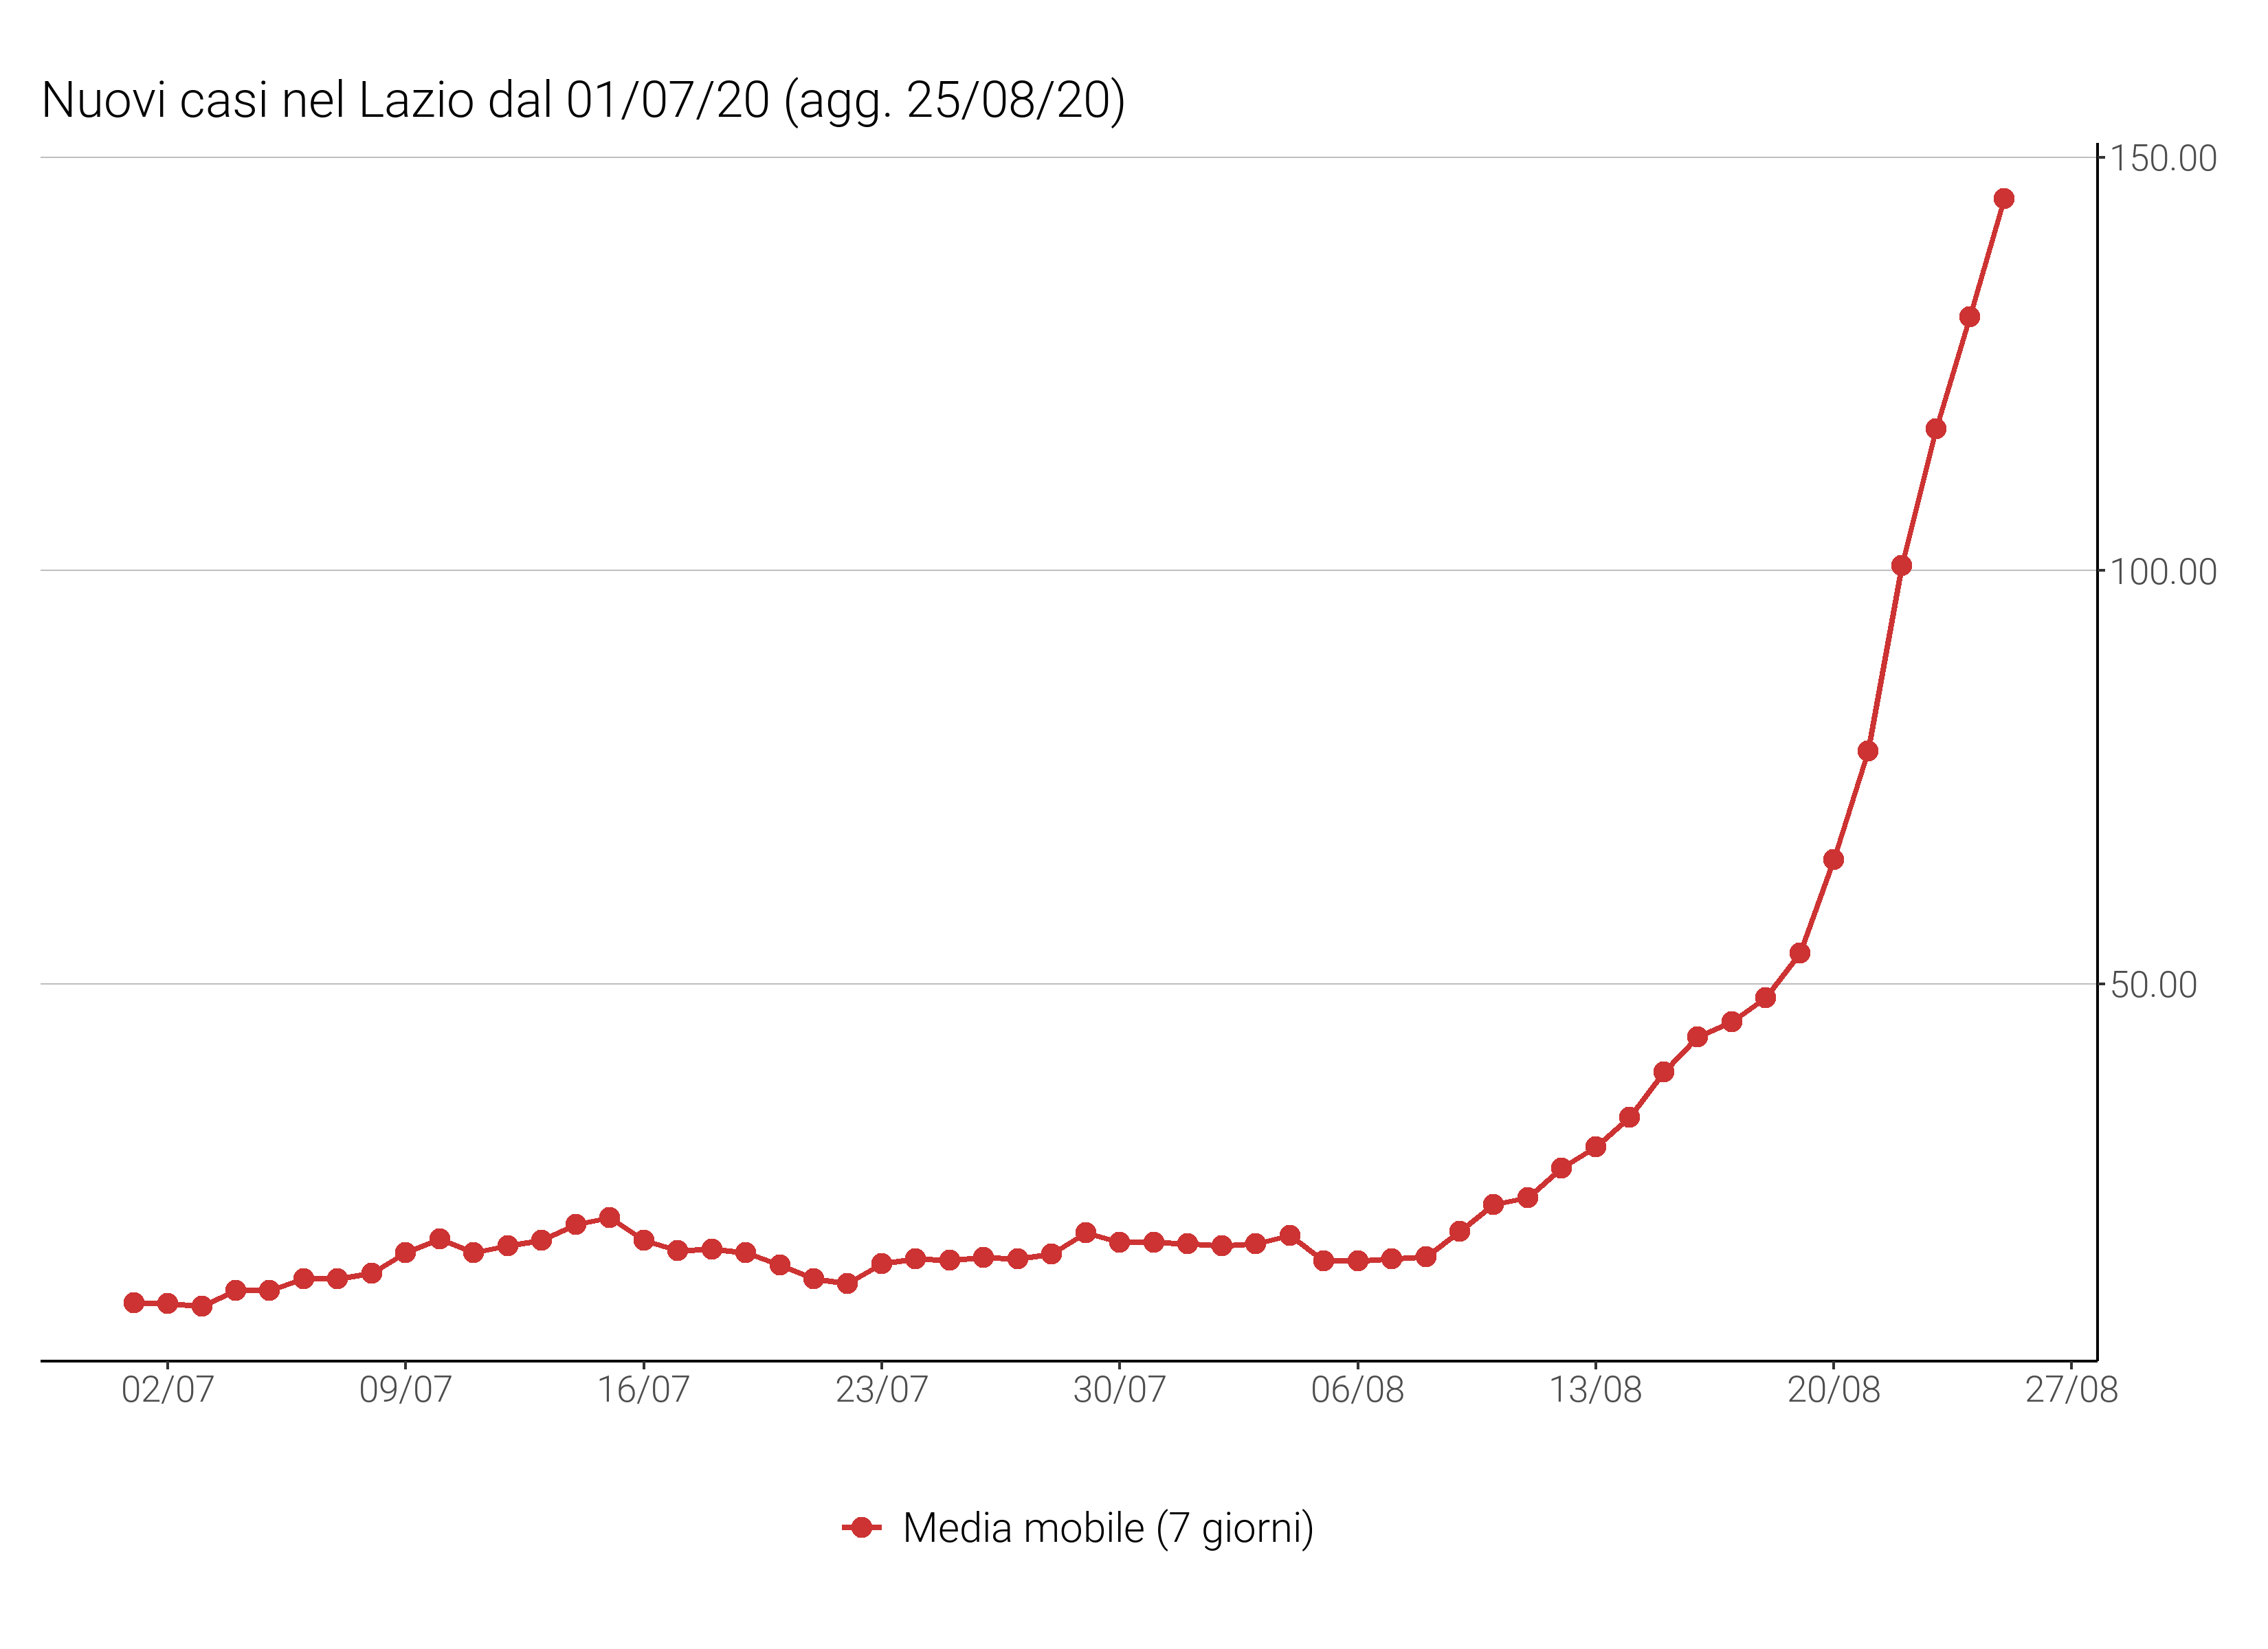 Nuovi casi nel Lazio dal 01/07/20 (agg. 25/08/20)
150.00
100.00
50.00
02/07 09/07 16/07 23/07 30/07 06/08 13/08 20/08 27/08
Media mobile (7 giorni)